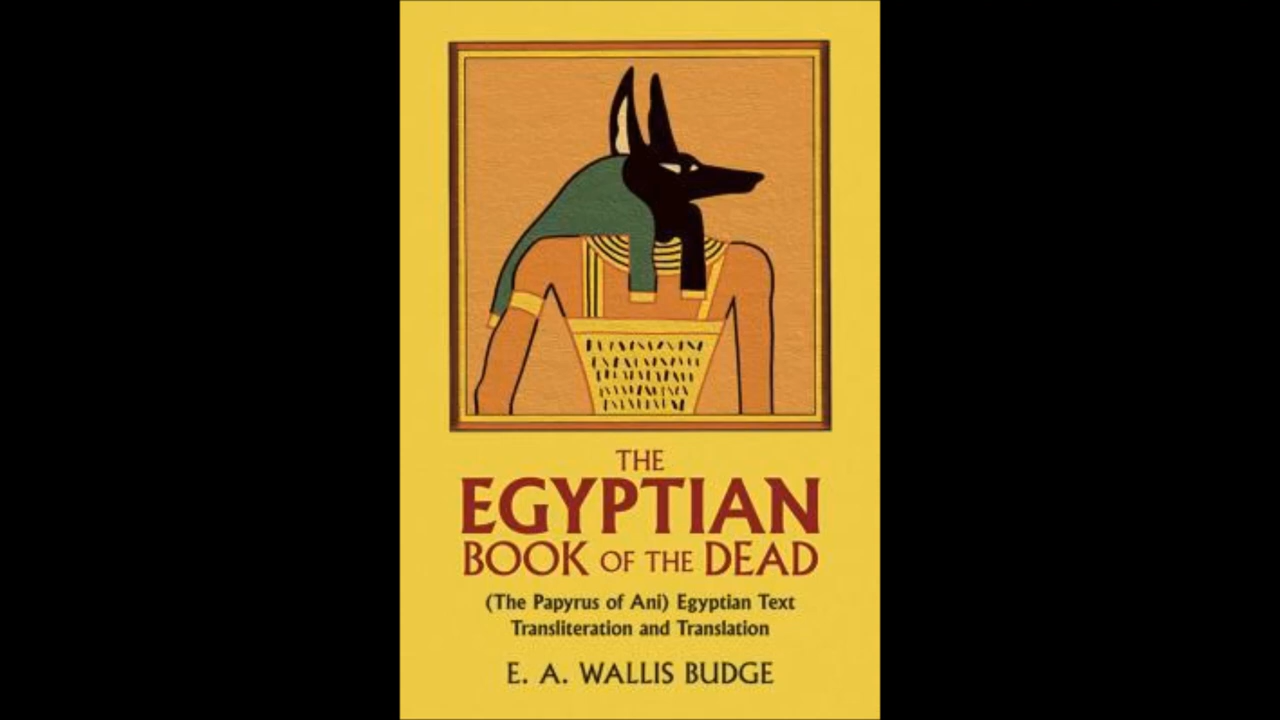 THE
EGYPTIAN
BOOK OF THE DEAD
(The Papyrus of Ani) Egyptian Text
Transliteration and Translation
E. A. WALLIS BUDGE